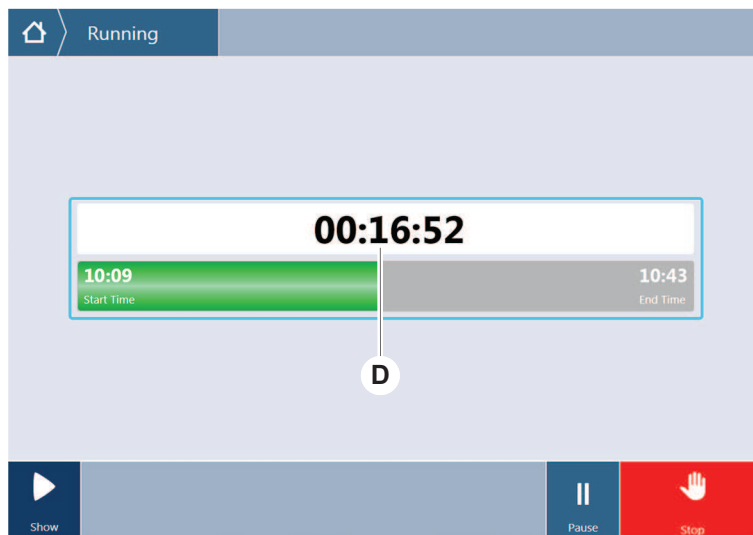 Running
00:16:52
10:09
10:43
Start Time
End Time
D
Show
Pause
Stop